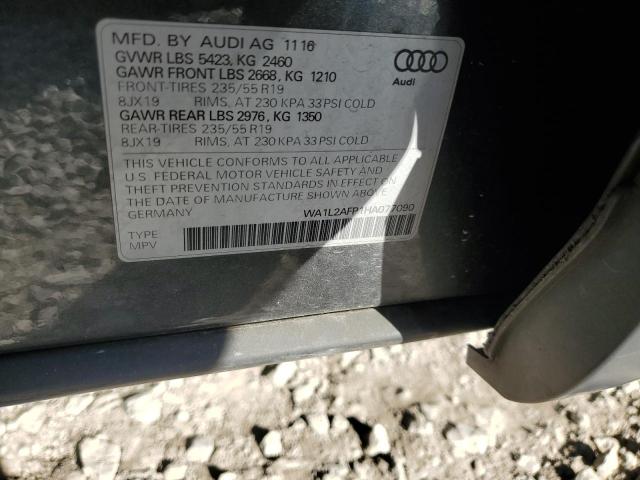 MFD. BY AUDI AG 11 16
GVWR LBS 5423, KG 2460
GAWR FRONT LBS 2668, KG 1210
FRONT-TIRES 235/55 R19
8JX19 RIMS, AT 230 KPA 33 PSI COLD
GAWR REAR LBS 2976, KG 1350
REAR-TIRES 235/55 R19
8JX19 RIMS, AT 230 KPA 33 PSI COLD
THIS VEHICLE CONFORMS TO ALL APPLICABLE
U.S. FEDERAL MOTOR VEHICLE SAFETY AND
THEFT PREVENTION STANDARDS IN EFFECT ON
THE DATE OF MANUFACTURE SHOWN ABOVE.
GERMANY WA1L2AFP1HA077090
TYPE
MPV
Audi